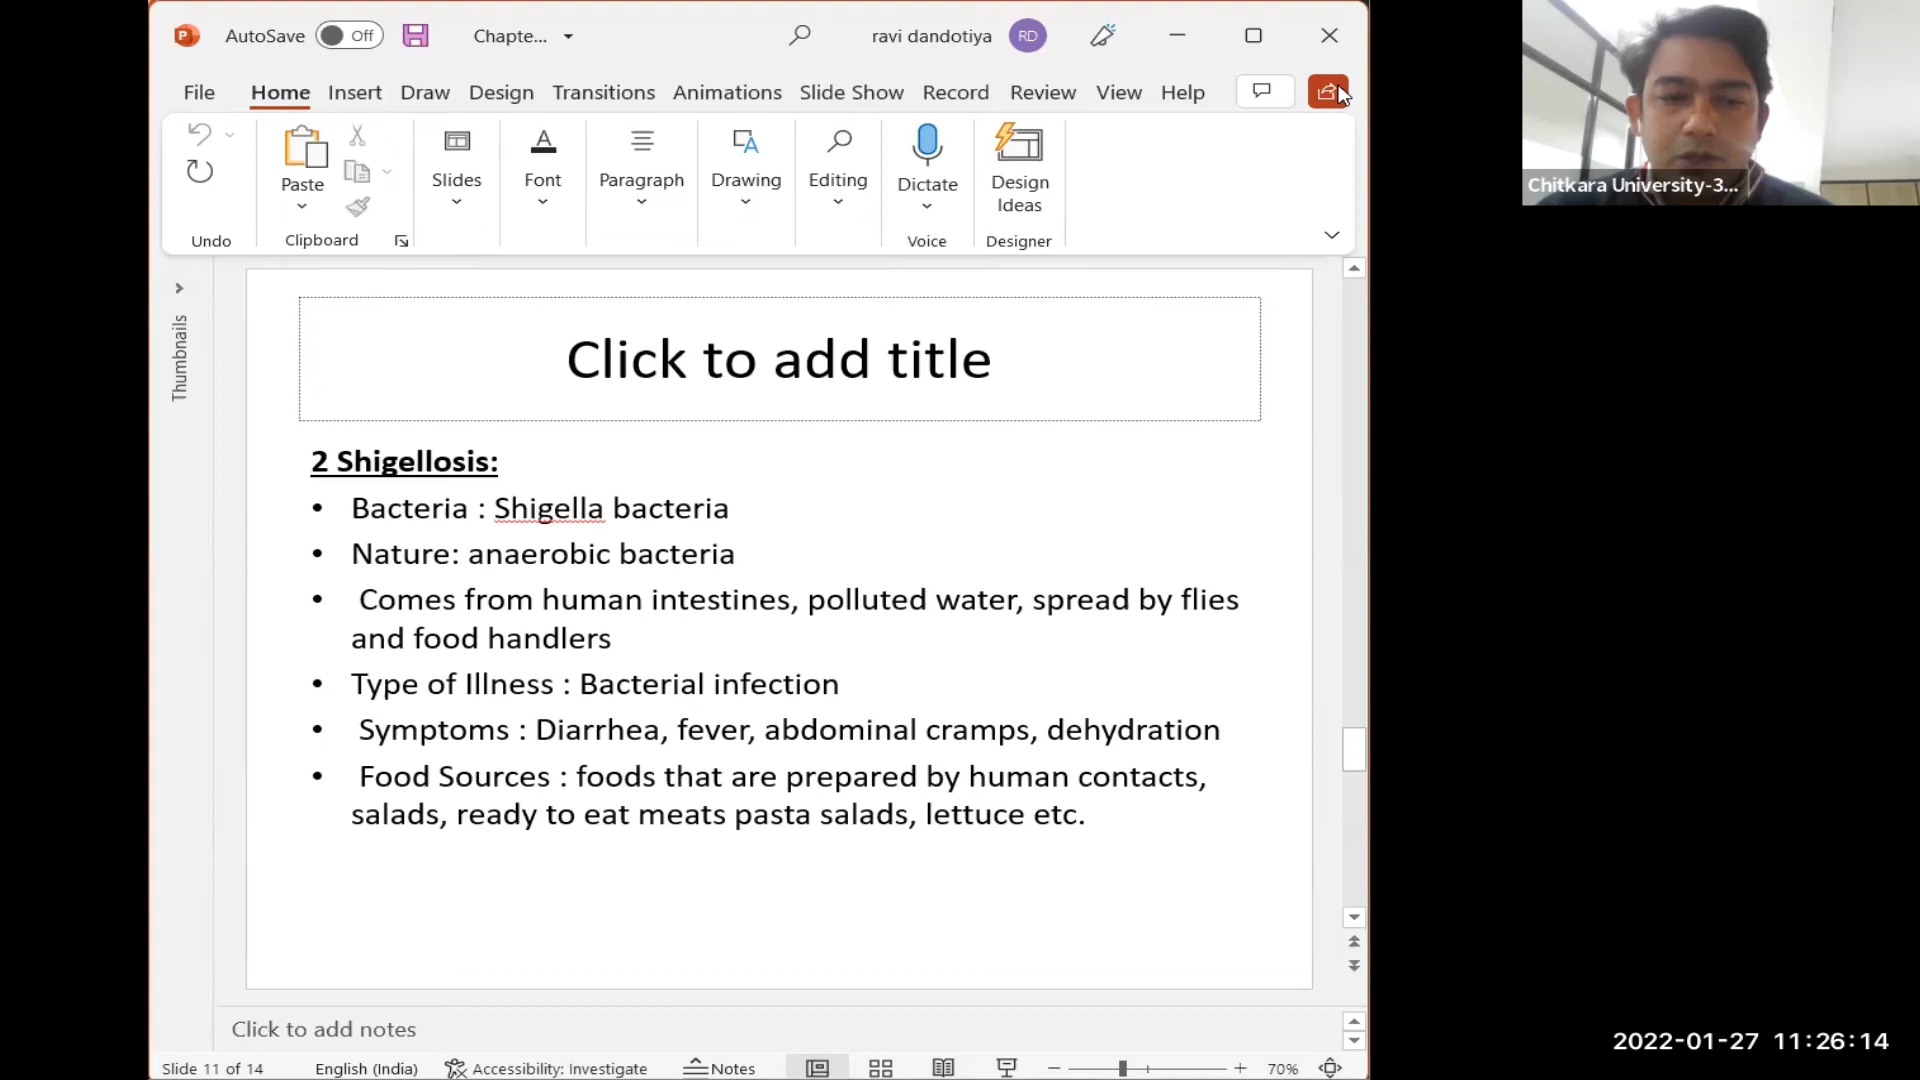 AutoSave Off Chapte... ravi dandotiya RD
File Home Insert Draw Design Transitions Animations Slide Show Record Review View Help
Paste Slides Font Paragraph Drawing Editing Dictate Design Ideas
Undo Clipboard Voice Designer
Thumbnails
Click to add title
2 Shigellosis:
• Bacteria : Shigella bacteria
• Nature: anaerobic bacteria
• Comes from human intestines, polluted water, spread by flies
and food handlers
• Type of Illness : Bacterial infection
• Symptoms : Diarrhea, fever, abdominal cramps, dehydration
• Food Sources : foods that are prepared by human contacts,
salads, ready to eat meats pasta salads, lettuce etc.
Click to add notes
Slide 11 of 14 English (India) Accessibility: Investigate Notes 70%
Chitkara University-3...
2022-01-27 11:26:14